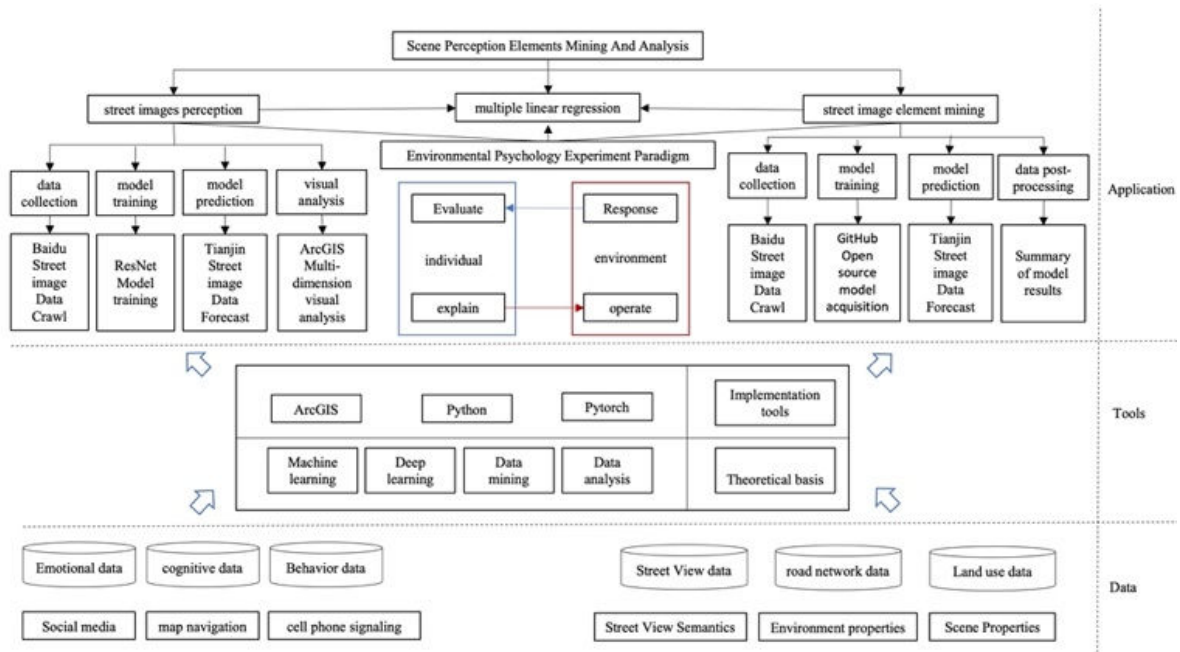 Scene Perception Elements Mining And Analysis
street images perception
multiple linear regression
street image element mining
Environmental Psychology Experiment Paradigm
data
collection
model
training
model
prediction
visual
analysis
Baidu
Street
image
Data
Crawl
ResNet
Model
training
Tianjin
Street
image
Data
Forecast
ArcGIS
Multi-
dimension
visual
analysis
Evaluate
individual
explain
Response
environment
operate
data
collection
model
training
model
prediction
data post-
processing
Baidu
Street
image
Data
Crawl
GitHub
Open
source
model
acquisition
Tianjin
Street
image
Data
Forecast
Summary
of model
results
Application
ArcGIS
Python
Pytorch
Implementation
tools
Machine
learning
Deep
learning
Data
mining
Data
analysis
Theoretical basis
Tools
Emotional data
cognitive data
Behavior data
Street View data
road network data
Land use data
Social media
map navigation
cell phone signaling
Street View Semantics
Environment properties
Scene Properties
Data